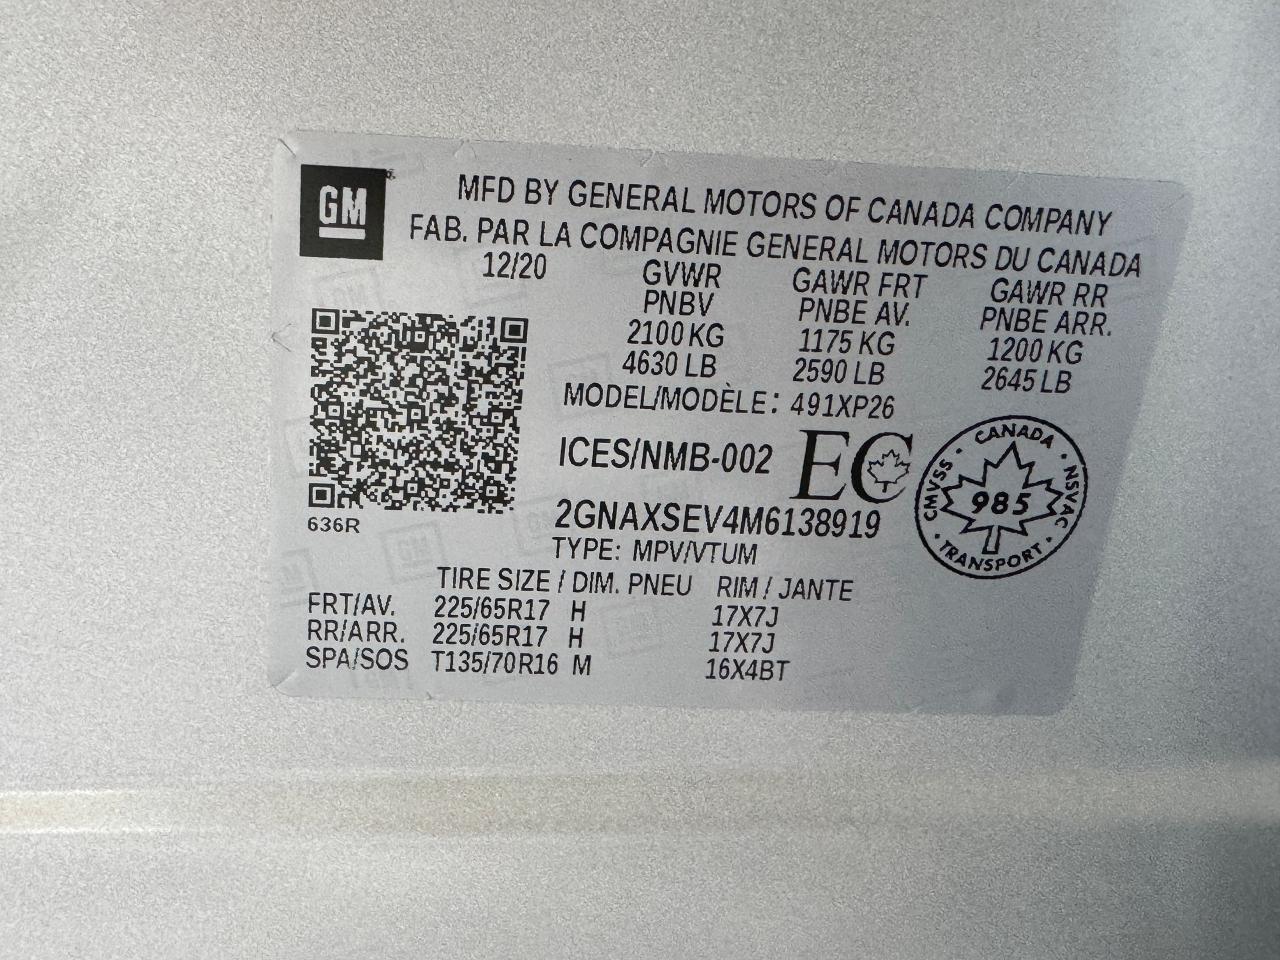 GM
MFD BY GENERAL MOTORS OF CANADA COMPANY
FAB. PAR LA COMPAGNIE GENERAL MOTORS DU CANADA
12/20 GVWR GAWR FRT GAWR RR
PNBV PNBE AV. PNBE ARR.
2100 KG 1175 KG 1200 KG
4630 LB 2590 LB 2645 LB
MODEL/MODÈLE: 491XP26
ICES/NMB-002 EC
CANADA
CMVSS 985 NSVAC
TRANSPORT
2GNAXSEV4M6138919
636R
TYPE: MPV/VTUM
TIRE SIZE / DIM. PNEU RIM / JANTE
FRT/AV. 225/65R17 H 17X7J
RR/ARR. 225/65R17 H 17X7J
SPA/SOS T135/70R16 M 16X4BT